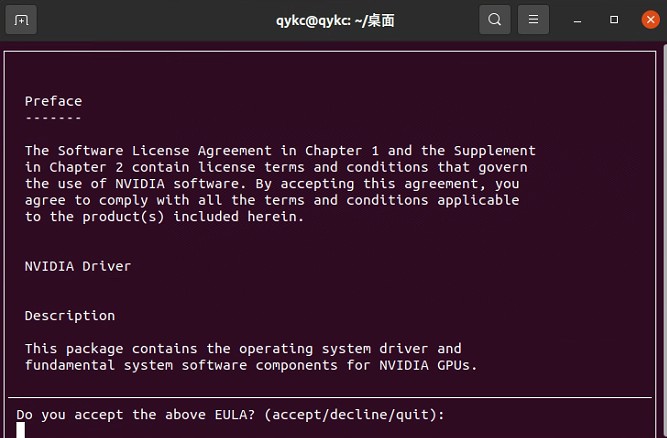 qykc@qykc: ~/桌面
Preface
-------
The Software License Agreement in Chapter 1 and the Supplement
in Chapter 2 contain license terms and conditions that govern
the use of NVIDIA software. By accepting this agreement, you
agree to comply with all the terms and conditions applicable
to the product(s) included herein.
NVIDIA Driver
Description
This package contains the operating system driver and
fundamental system software components for NVIDIA GPUs.
Do you accept the above EULA? (accept/decline/quit):